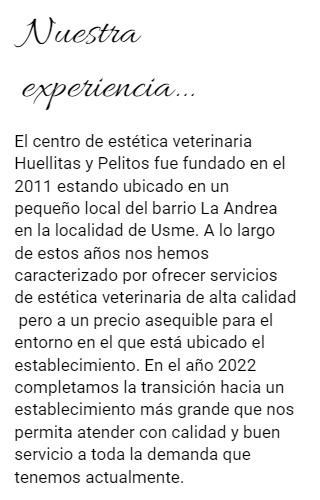 Nuestra
experiencia...
El centro de estética veterinaria
Huellitas y Pelitos fue fundado en el
2011 estando ubicado en un
pequeño local del barrio La Andrea
en la localidad de Usme. A lo largo
de estos años nos hemos
caracterizado por ofrecer servicios
de estética veterinaria de alta calidad
pero a un precio asequible para el
entorno en el que está ubicado el
establecimiento. En el año 2022
completamos la transición hacia un
establecimiento más grande que nos
permita atender con calidad y buen
servicio a toda la demanda que
tenemos actualmente.